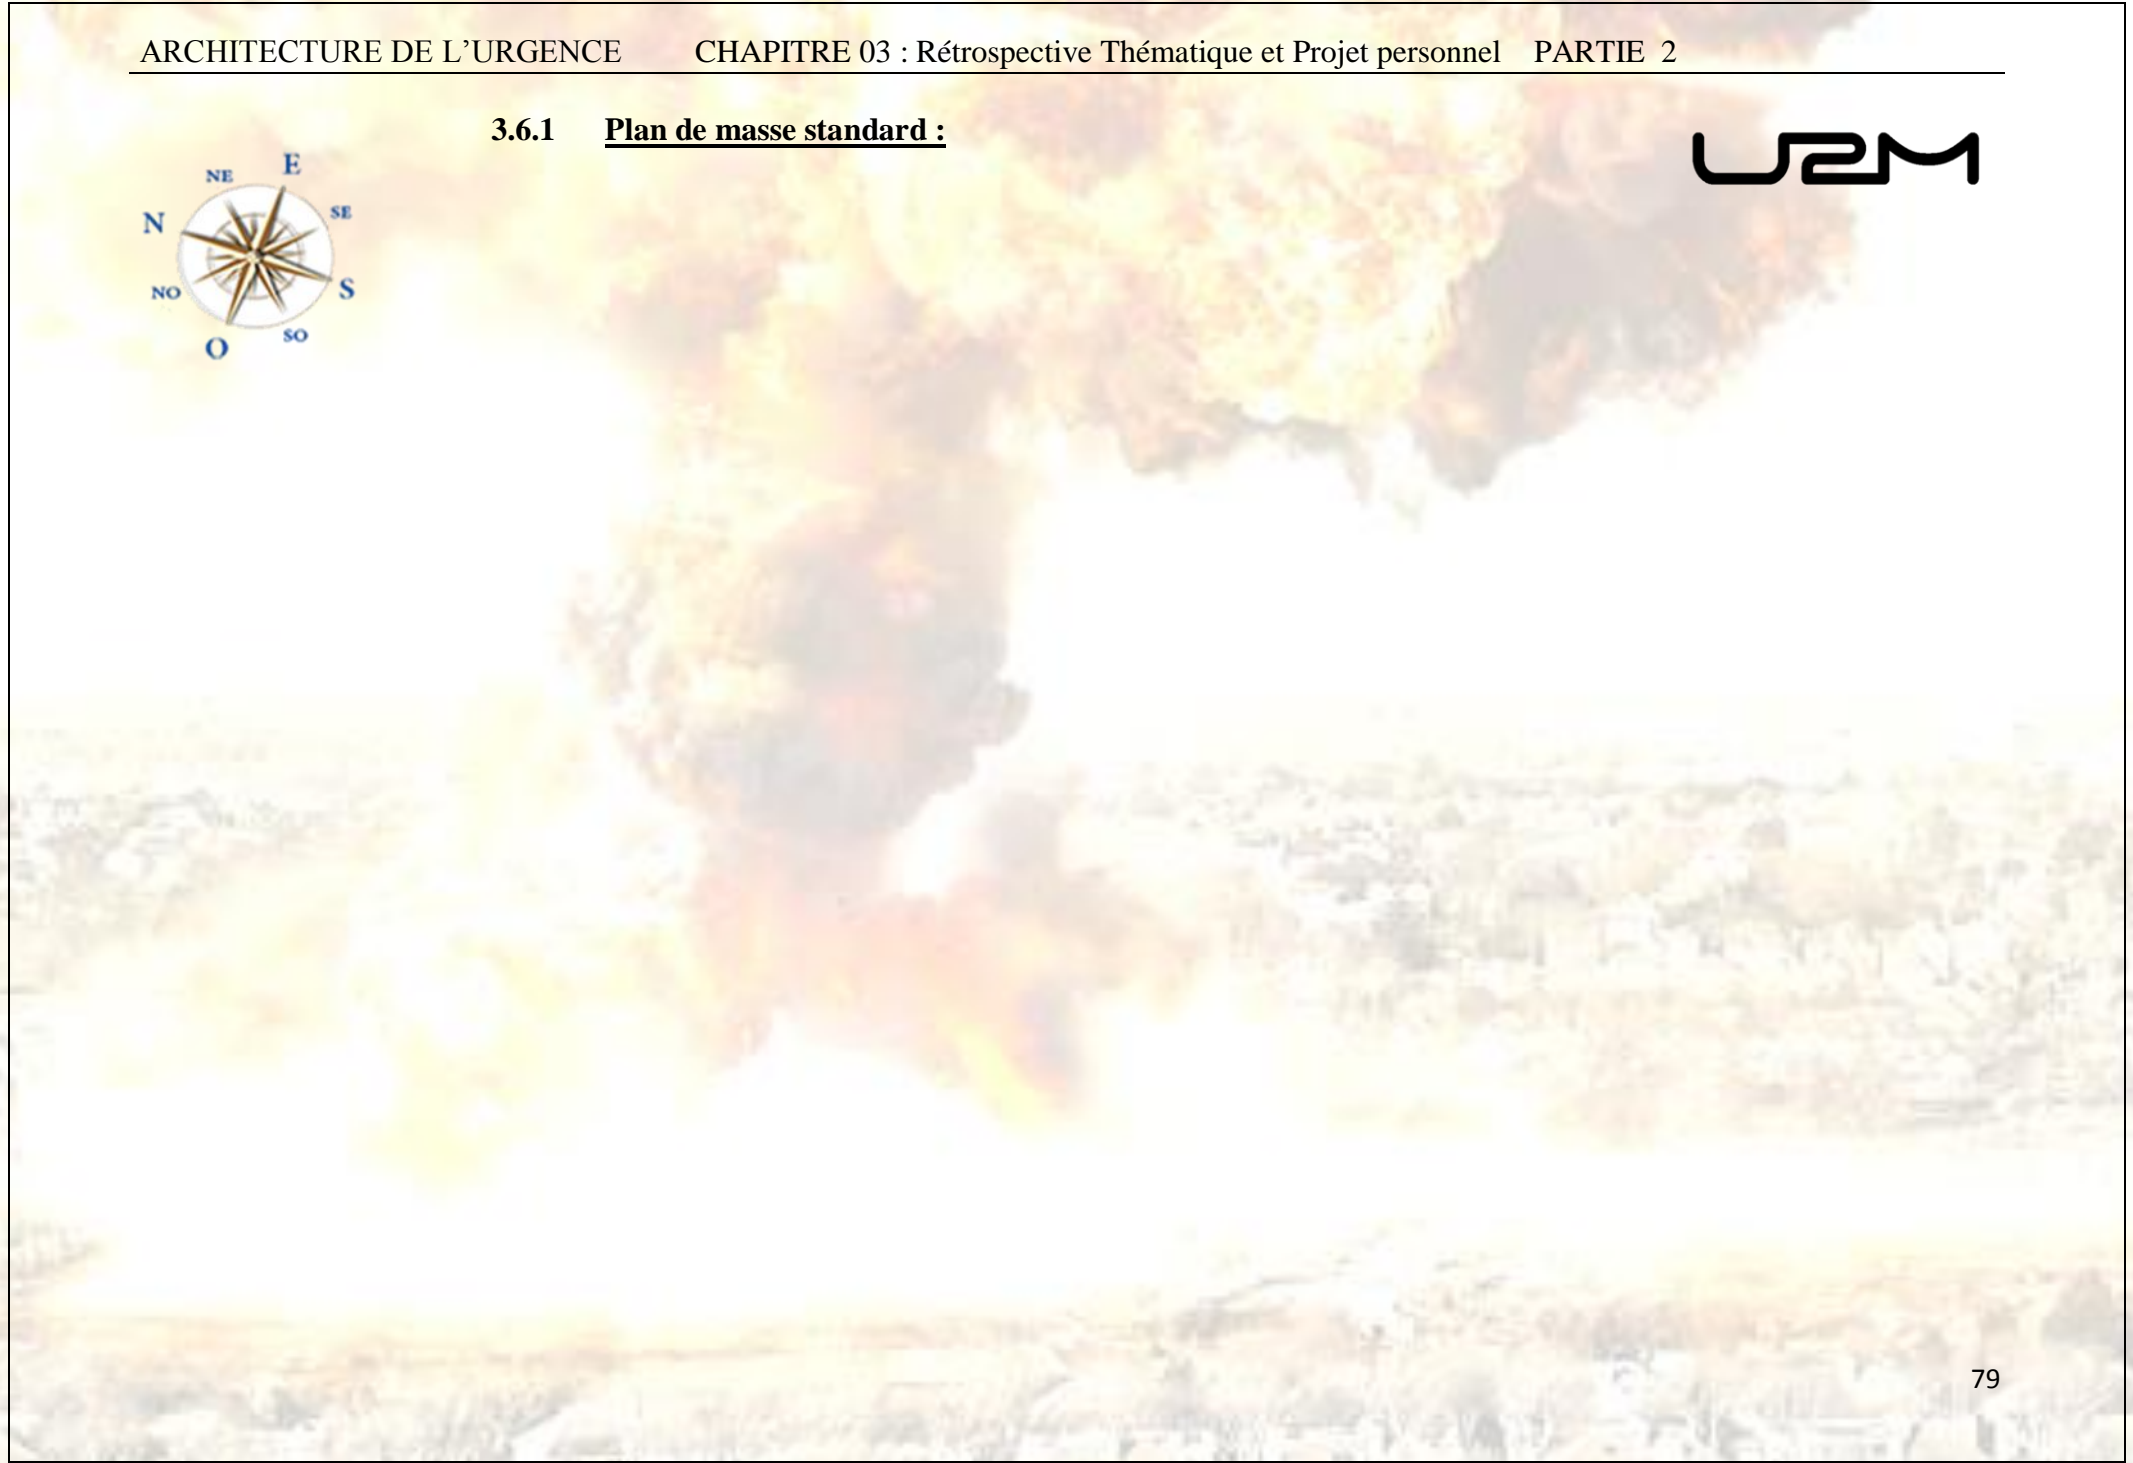 ARCHITECTURE DE L’URGENCE CHAPITRE 03 : Rétrospective Thématique et Projet personnel PARTIE 2
3.6.1 Plan de masse standard :
U2M
E
NE
SE
N
S
NO
SO
O
79